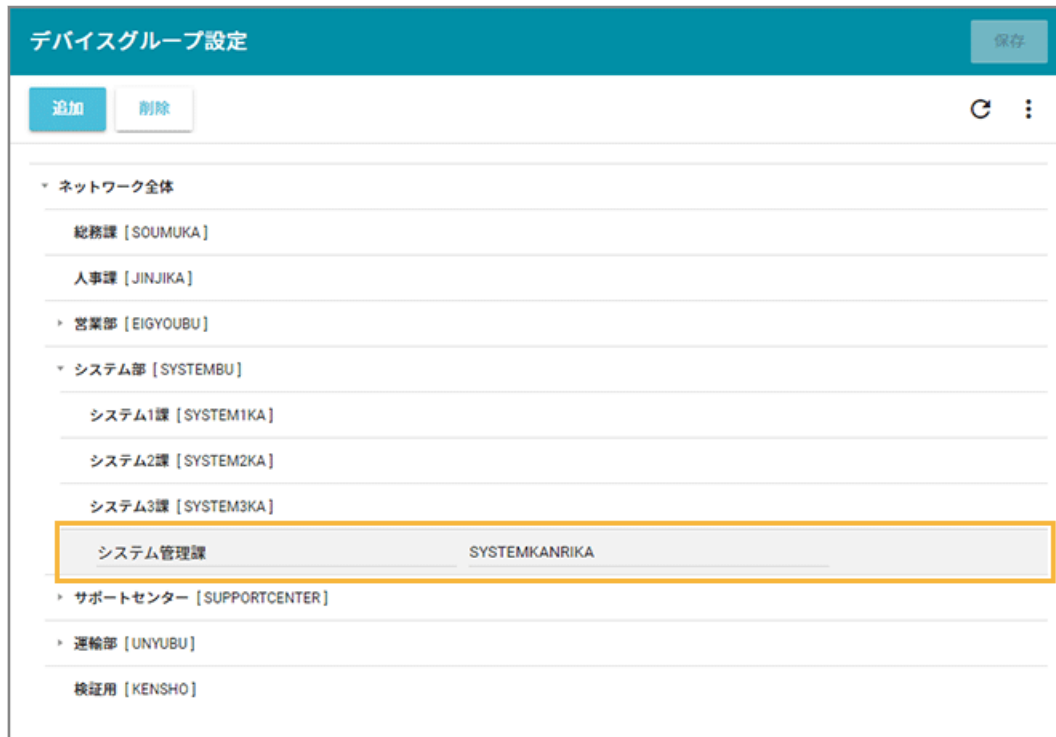 デバイスグループ設定 保存
追加 削除
ネットワーク全体
総務課 [ SOUMUKA ]
人事課 [ JINJIKA ]
営業部 [ EIGYOUBU ]
システム部 [ SYSTEMBU ]
システム1課 [ SYSTEM1KA ]
システム2課 [ SYSTEM2KA ]
システム3課 [ SYSTEM3KA ]
システム管理課 SYSTEMKANRIKA
サポートセンター [ SUPPORTCENTER ]
運輸部 [ UNYUBU ]
検証用 [ KENSHO ]